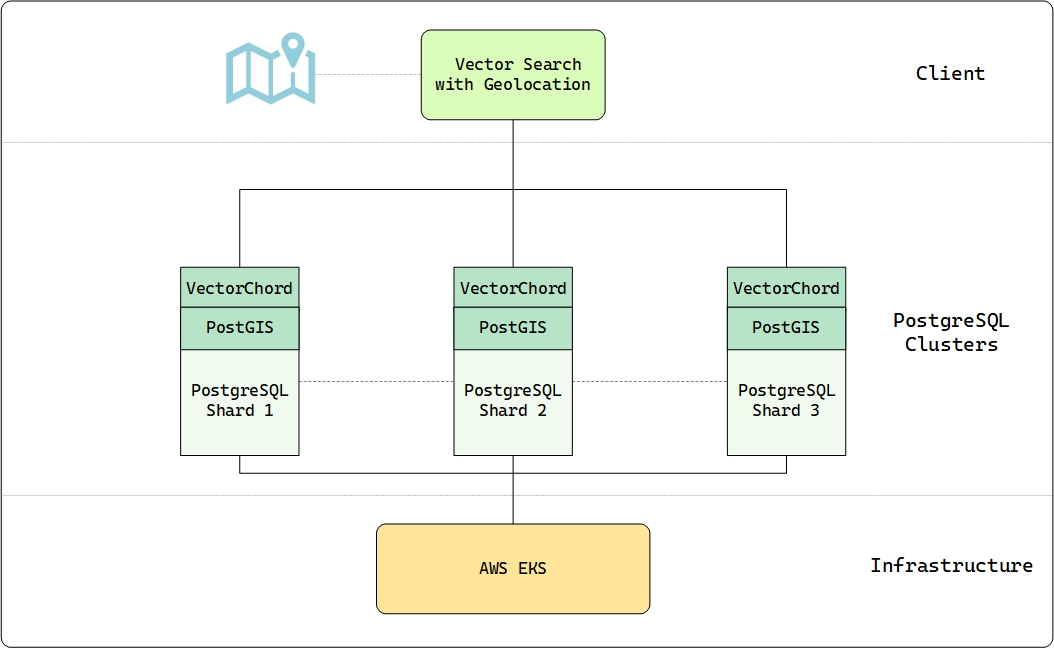 Vector Search
with Geolocation
Client
VectorChord
PostGIS
PostgreSQL
Shard 1
VectorChord
PostGIS
PostgreSQL
Shard 2
VectorChord
PostGIS
PostgreSQL
Shard 3
PostgreSQL
Clusters
AWS EKS
Infrastructure